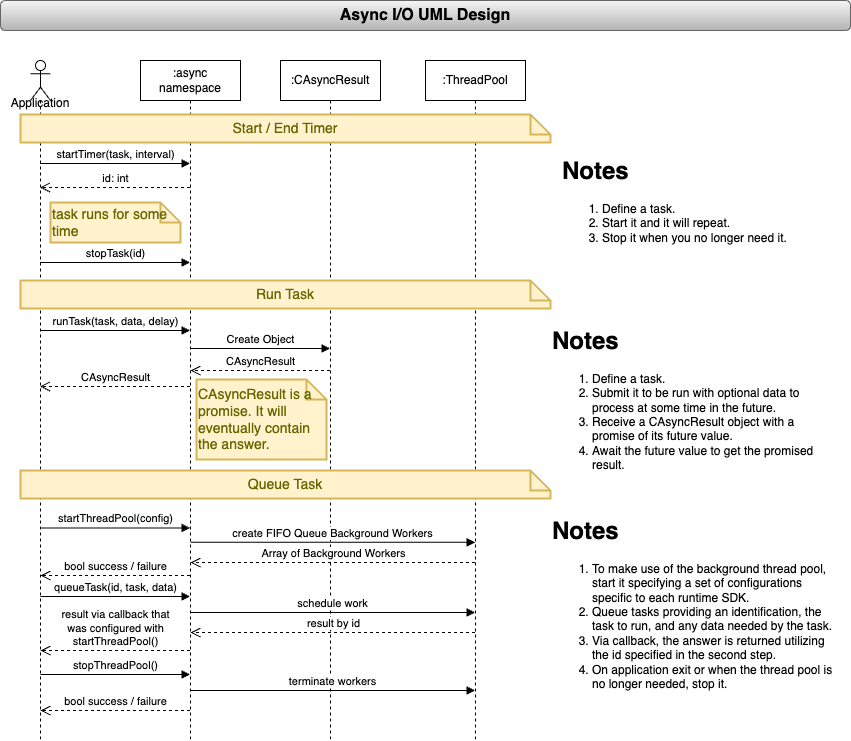 Async I/O UML Design
Application
:async
namespace
:CAsyncResult
:ThreadPool
Start / End Timer
startTimer(task, interval)
id: int
task runs for some
time
stopTask(id)
Notes
1. Define a task.
2. Start it and it will repeat.
3. Stop it when you no longer need it.
Run Task
runTask(task, data, delay)
Create Object
CAsyncResult
CAsyncResult
CAsyncResult is a
promise. It will
eventually contain
the answer.
Notes
1. Define a task.
2. Submit it to be run with optional data to
process at some time in the future.
3. Receive a CAsyncResult object with a
promise of its future value.
4. Await the future value to get the promised
result.
Queue Task
startThreadPool(config)
create FIFO Queue Background Workers
Array of Background Workers
bool success / failure
queueTask(id, task, data)
schedule work
result via callback that
was configured with
startThreadPool()
result by id
stopThreadPool()
terminate workers
bool success / failure
Notes
1. To make use of the background thread pool,
start it specifying a set of configurations
specific to each runtime SDK.
2. Queue tasks providing an identification, the
task to run, and any data needed by the task.
3. Via callback, the answer is returned utilizing
the id specified in the second step.
4. On application exit or when the thread pool is
no longer needed, stop it.